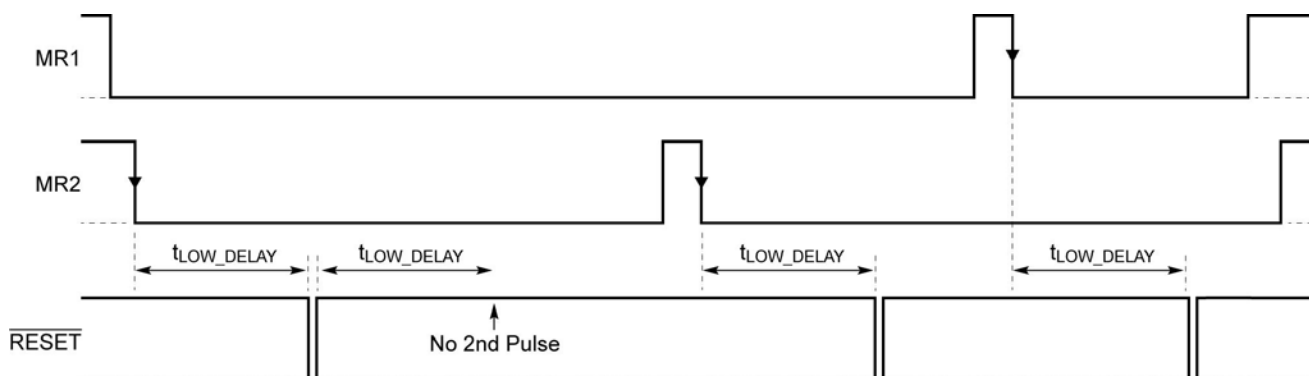 MR1
MR2
tLOW_DELAY tLOW_DELAY tLOW_DELAY tLOW_DELAY
RESET
No 2nd Pulse